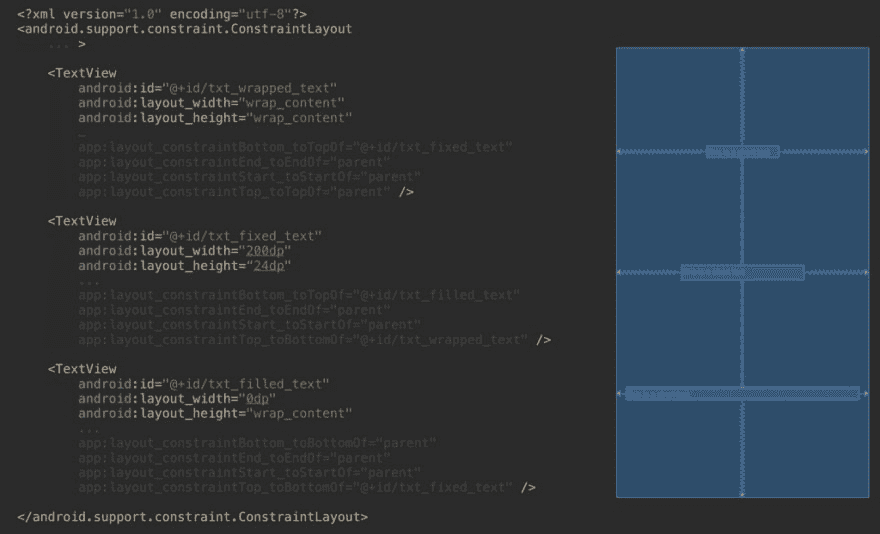 <?xml version="1.0" encoding="utf-8"?>
<android.support.constraint.ConstraintLayout
... >
<TextView
android:id="@+id/txt_wrapped_text"
android:layout_width="wrap_content"
android:layout_height="wrap_content"
…
app:layout_constraintBottom_toTopOf="@+id/txt_fixed_text"
app:layout_constraintEnd_toEndOf="parent"
app:layout_constraintStart_toStartOf="parent"
app:layout_constraintTop_toTopOf="parent" />
<TextView
android:id="@+id/txt_fixed_text"
android:layout_width="200dp"
android:layout_height="24dp"
...
app:layout_constraintBottom_toTopOf="@+id/txt_filled_text"
app:layout_constraintEnd_toEndOf="parent"
app:layout_constraintStart_toStartOf="parent"
app:layout_constraintTop_toBottomOf="@+id/txt_wrapped_text" />
<TextView
android:id="@+id/txt_filled_text"
android:layout_width="0dp"
android:layout_height="wrap_content"
...
app:layout_constraintBottom_toBottomOf="parent"
app:layout_constraintEnd_toEndOf="parent"
app:layout_constraintStart_toStartOf="parent"
app:layout_constraintTop_toBottomOf="@+id/txt_fixed_text" />
</android.support.constraint.ConstraintLayout>